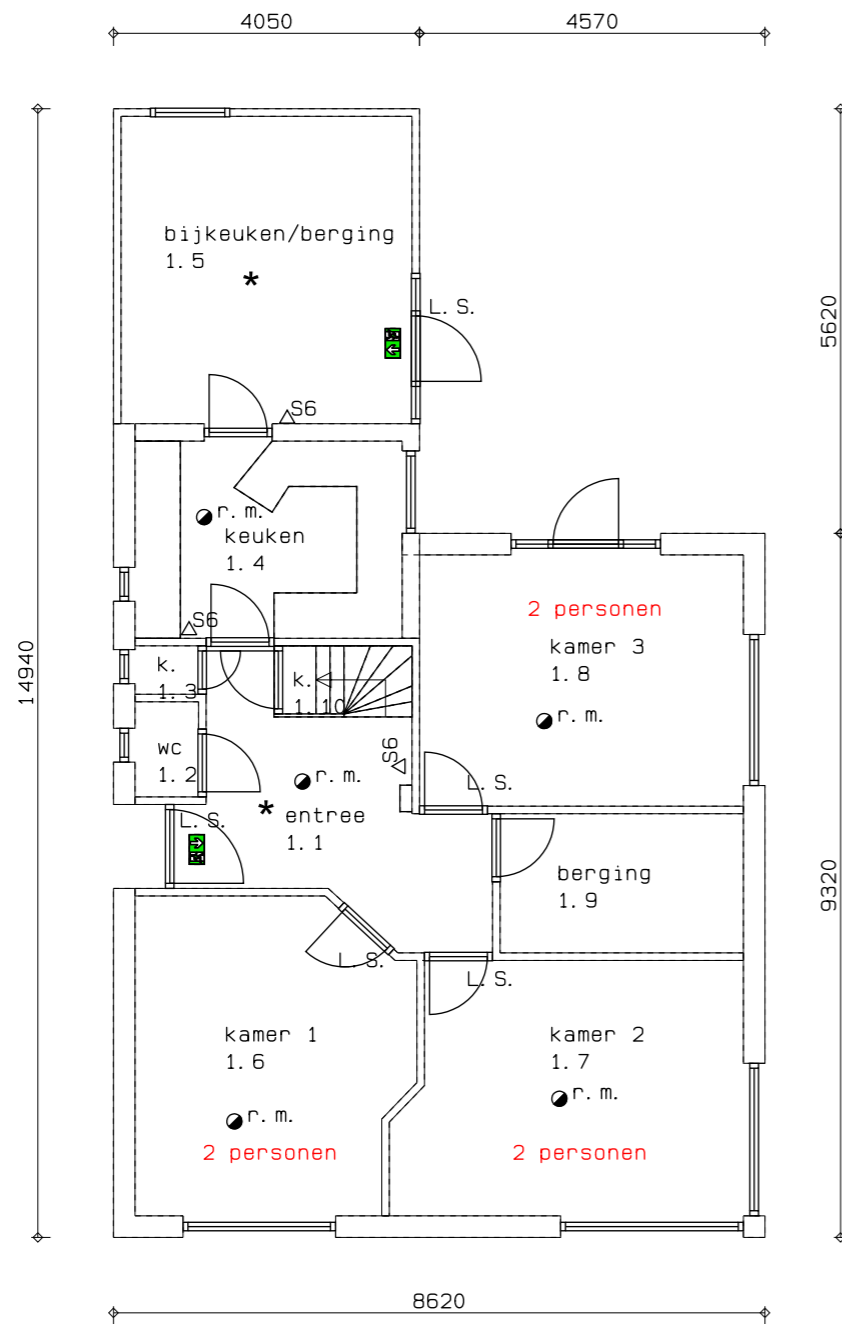 4050
4570
14940
5620
9320
8620
bijkeuken/berging
1.5
*
L.S.
S6
r.m.
keuken
1.4
S6
k.
1.3
k.
1.10
2 personen
kamer 3
1.8
r.m.
wc
1.2
S6
r.m.
L.S.
* entree
1.1
L.S.
berging
1.9
L.S.
L.S.
kamer 1
1.6
r.m.
2 personen
kamer 2
1.7
r.m.
2 personen